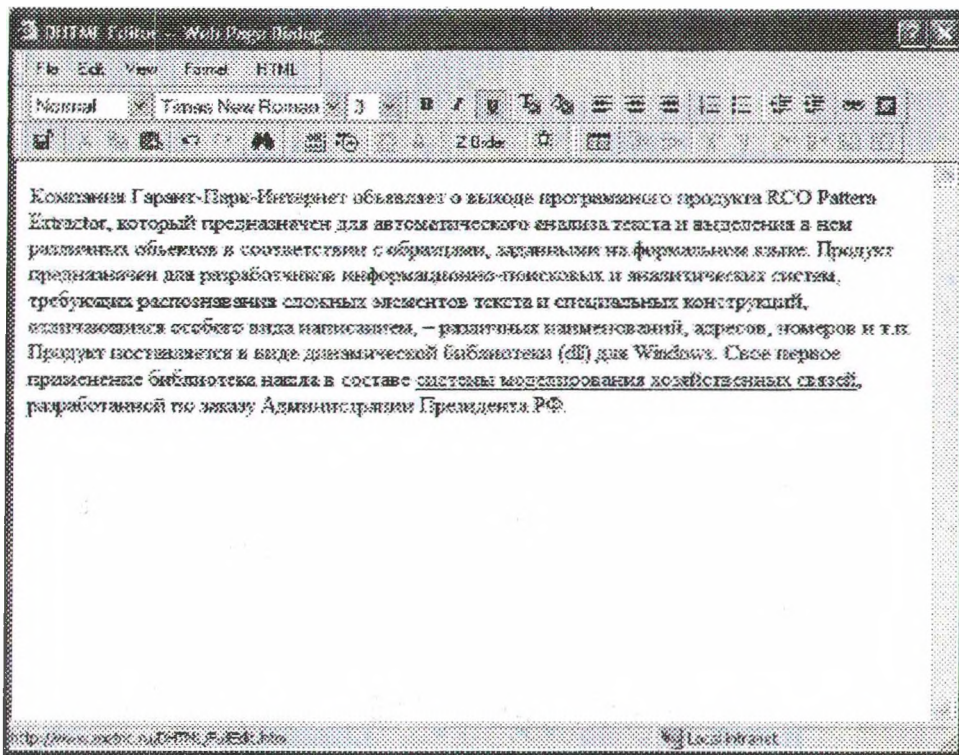 DHTML Editor -- Web Page Dialog
File Edit View Format HTML
Normal Times New Roman 3 B I U
Z Order
Компания Гарант-Парк-Интернет объявляет о выходе программного продукта RCO Pattern
Extractor, который предназначен для автоматического анализа текста и выделения в нем
различных объектов в соответствии с образцами, заданными на формальном языке. Продукт
предназначен для разработчиков информационно-поисковых и аналитических систем,
требующих распознавания сложных элементов текста и специальных конструкций,
отличающихся особого вида написанием, – различных наименований, адресов, номеров и т.п.
Продукт поставляется в виде динамической библиотеки (dll) для Windows. Свое первое
применение библиотека нашла в составе системы моделирования хозяйственных связей,
разработанной по заказу Администрации Президента РФ.
Local intranet